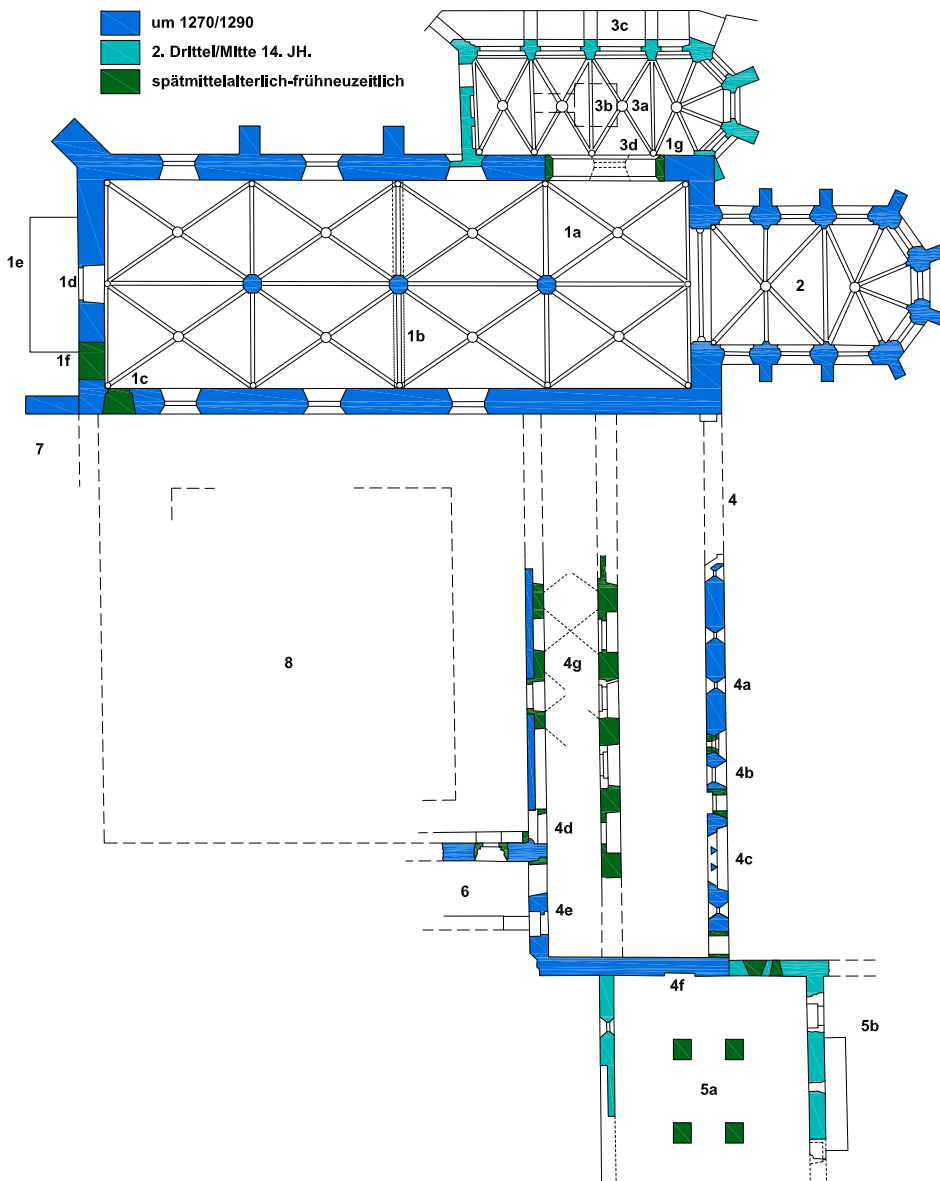 um 1270/1290
2. Drittel/Mitte 14. JH.
spätmittelalterlich-frühneuzeitlich
3c
3b
3a
3d
1g
1a
1e
1d
2
1b
1f
1c
7
4
8
4g
4a
4b
4d
4c
6
4e
4f
5b
5a